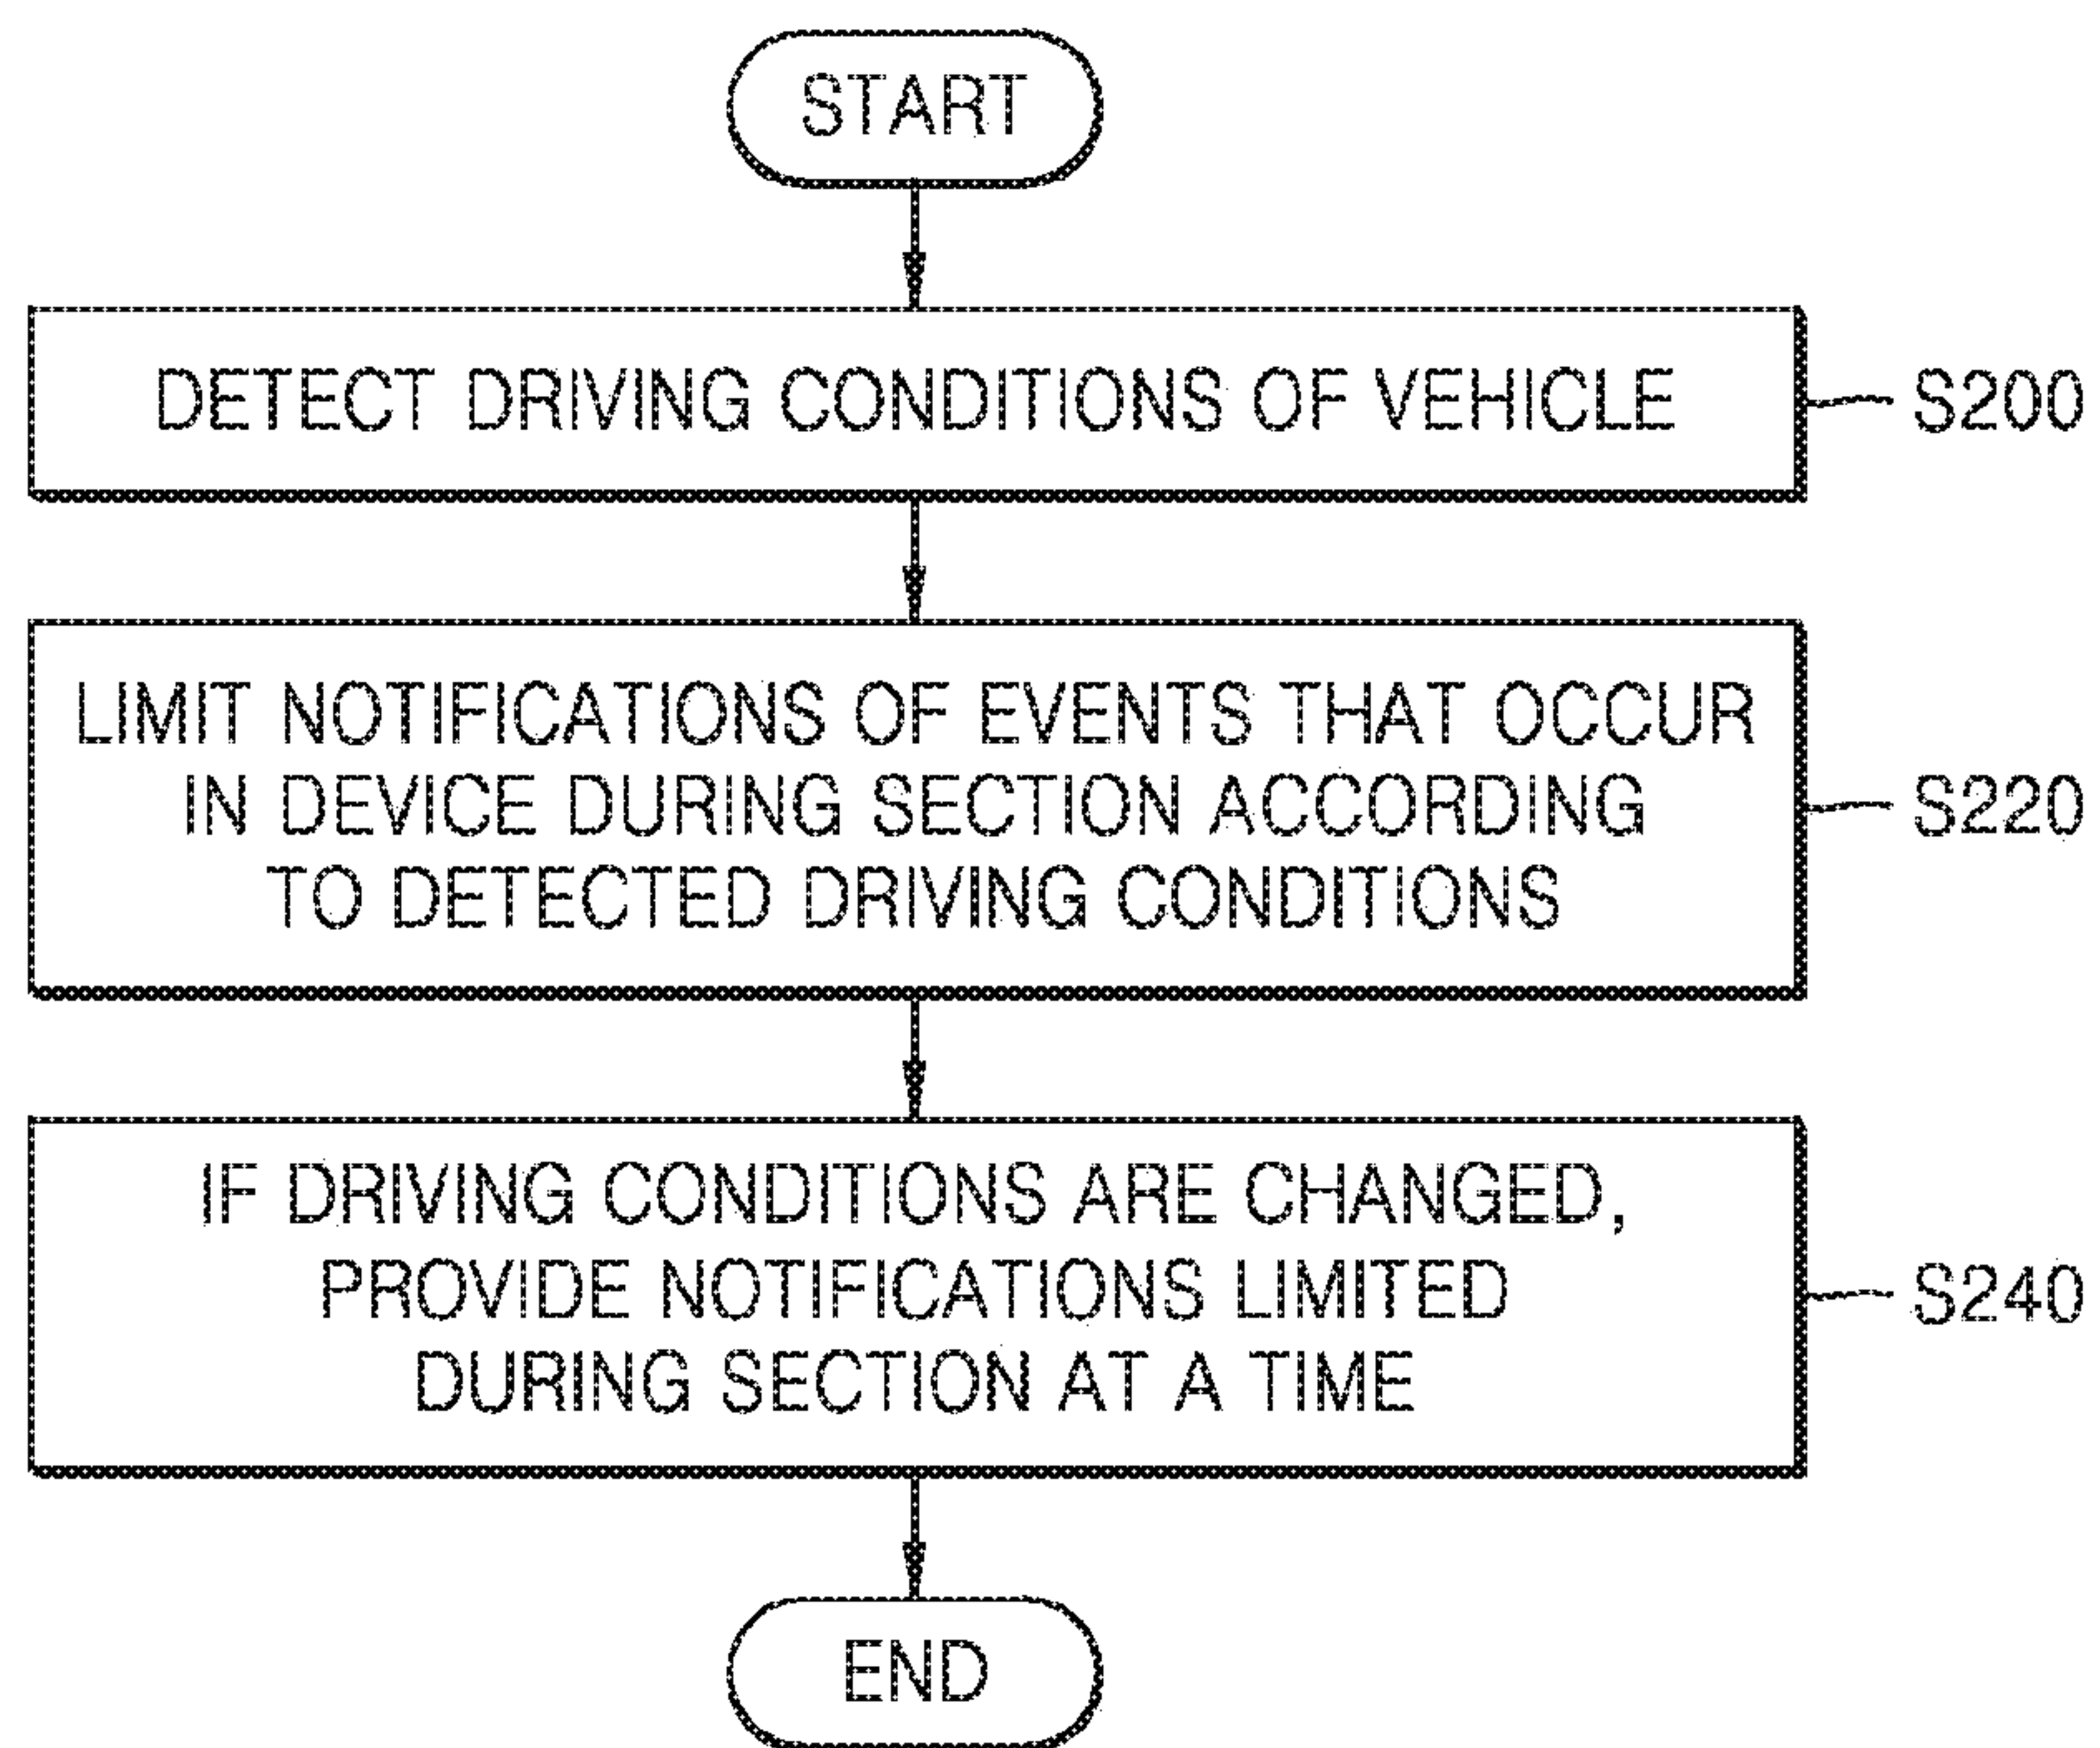 START
DETECT DRIVING CONDITIONS OF VEHICLE
S200
LIMIT NOTIFICATIONS OF EVENTS THAT OCCUR
IN DEVICE DURING SECTION ACCORDING
TO DETECTED DRIVING CONDITIONS
S220
IF DRIVING CONDITIONS ARE CHANGED,
PROVIDE NOTIFICATIONS LIMITED
DURING SECTION AT A TIME
S240
END